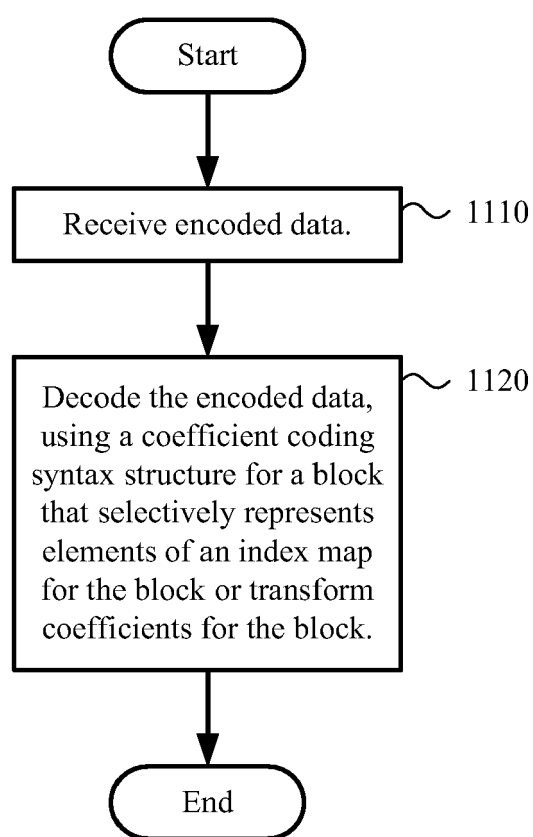 Start
Receive encoded data.
1110
Decode the encoded data,
1120
using a coefficient coding
syntax structure for a block
that selectively represents
elements of an index map
for the block or transform
coefficients for the block.
End